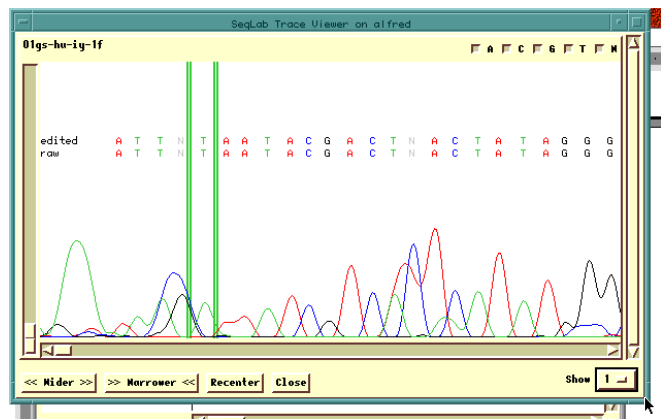 SeqLab Trace Viewer on alfred
01gs-hu-iy-1f
A C G T N
edited A T T N T A A T A C G A C T N A C T A T A G G G
raw A T T N T A A T A C G A C T N A C T A T A G G G
<< Wider >> >> Narrower << Recenter Close Show 1